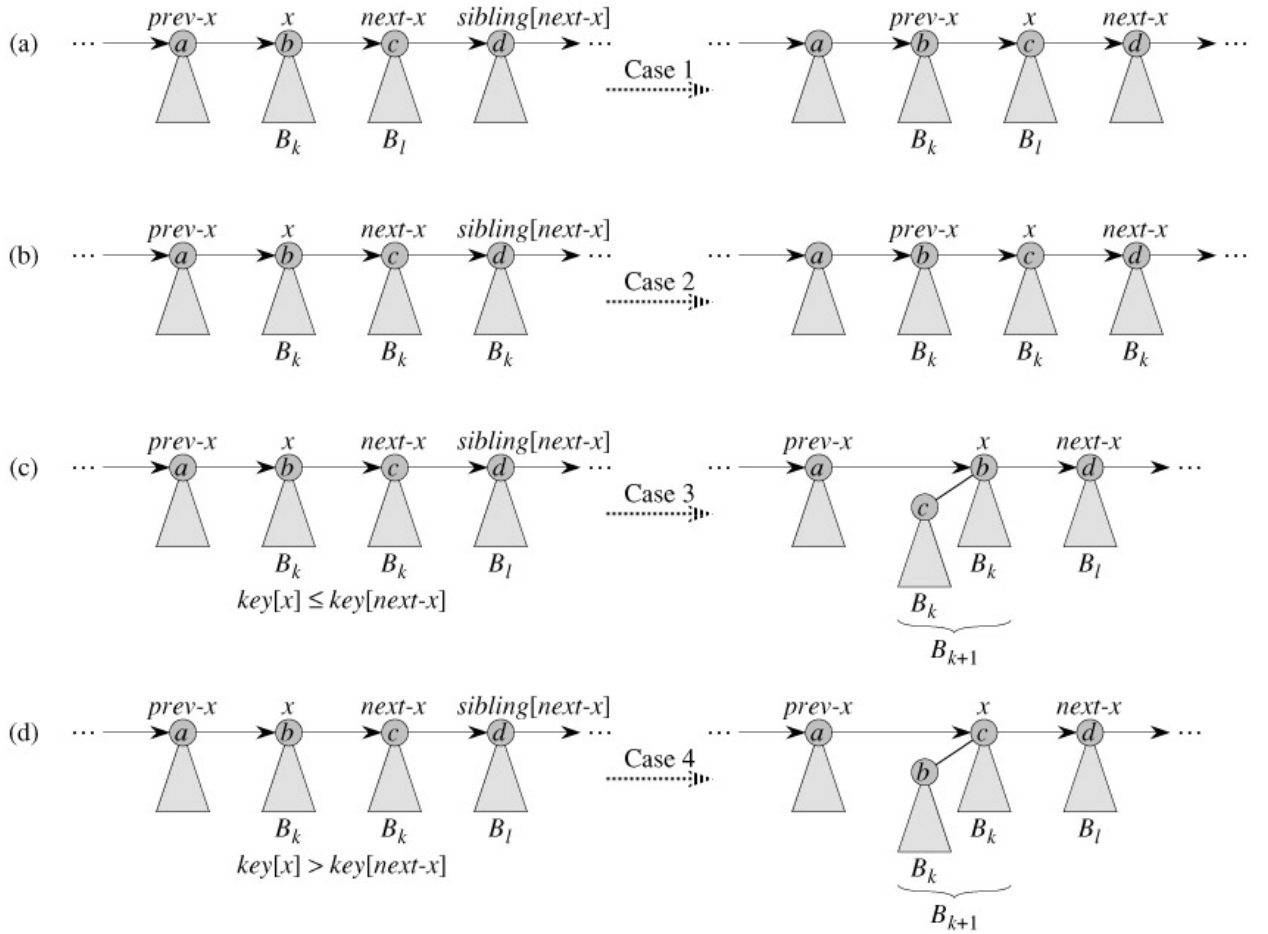 prev-x x next-x sibling[next-x] prev-x x next-x
(a) ... a b c d ... Case 1 ... a b c d ...
B_k B_l B_k B_l
prev-x x next-x sibling[next-x] prev-x x next-x
(b) ... a b c d ... Case 2 ... a b c d ...
B_k B_k B_k B_k B_k B_k
prev-x x next-x sibling[next-x] prev-x x next-x
(c) ... a b c d ... Case 3 ... a b d ...
c
B_k B_k B_l B_k B_l
key[x] ≤ key[next-x] B_k
B_{k+1}
prev-x x next-x sibling[next-x] prev-x x next-x
(d) ... a b c d ... Case 4 ... a c d ...
b
B_k B_k B_l B_k B_l
key[x] > key[next-x] B_k
B_{k+1}